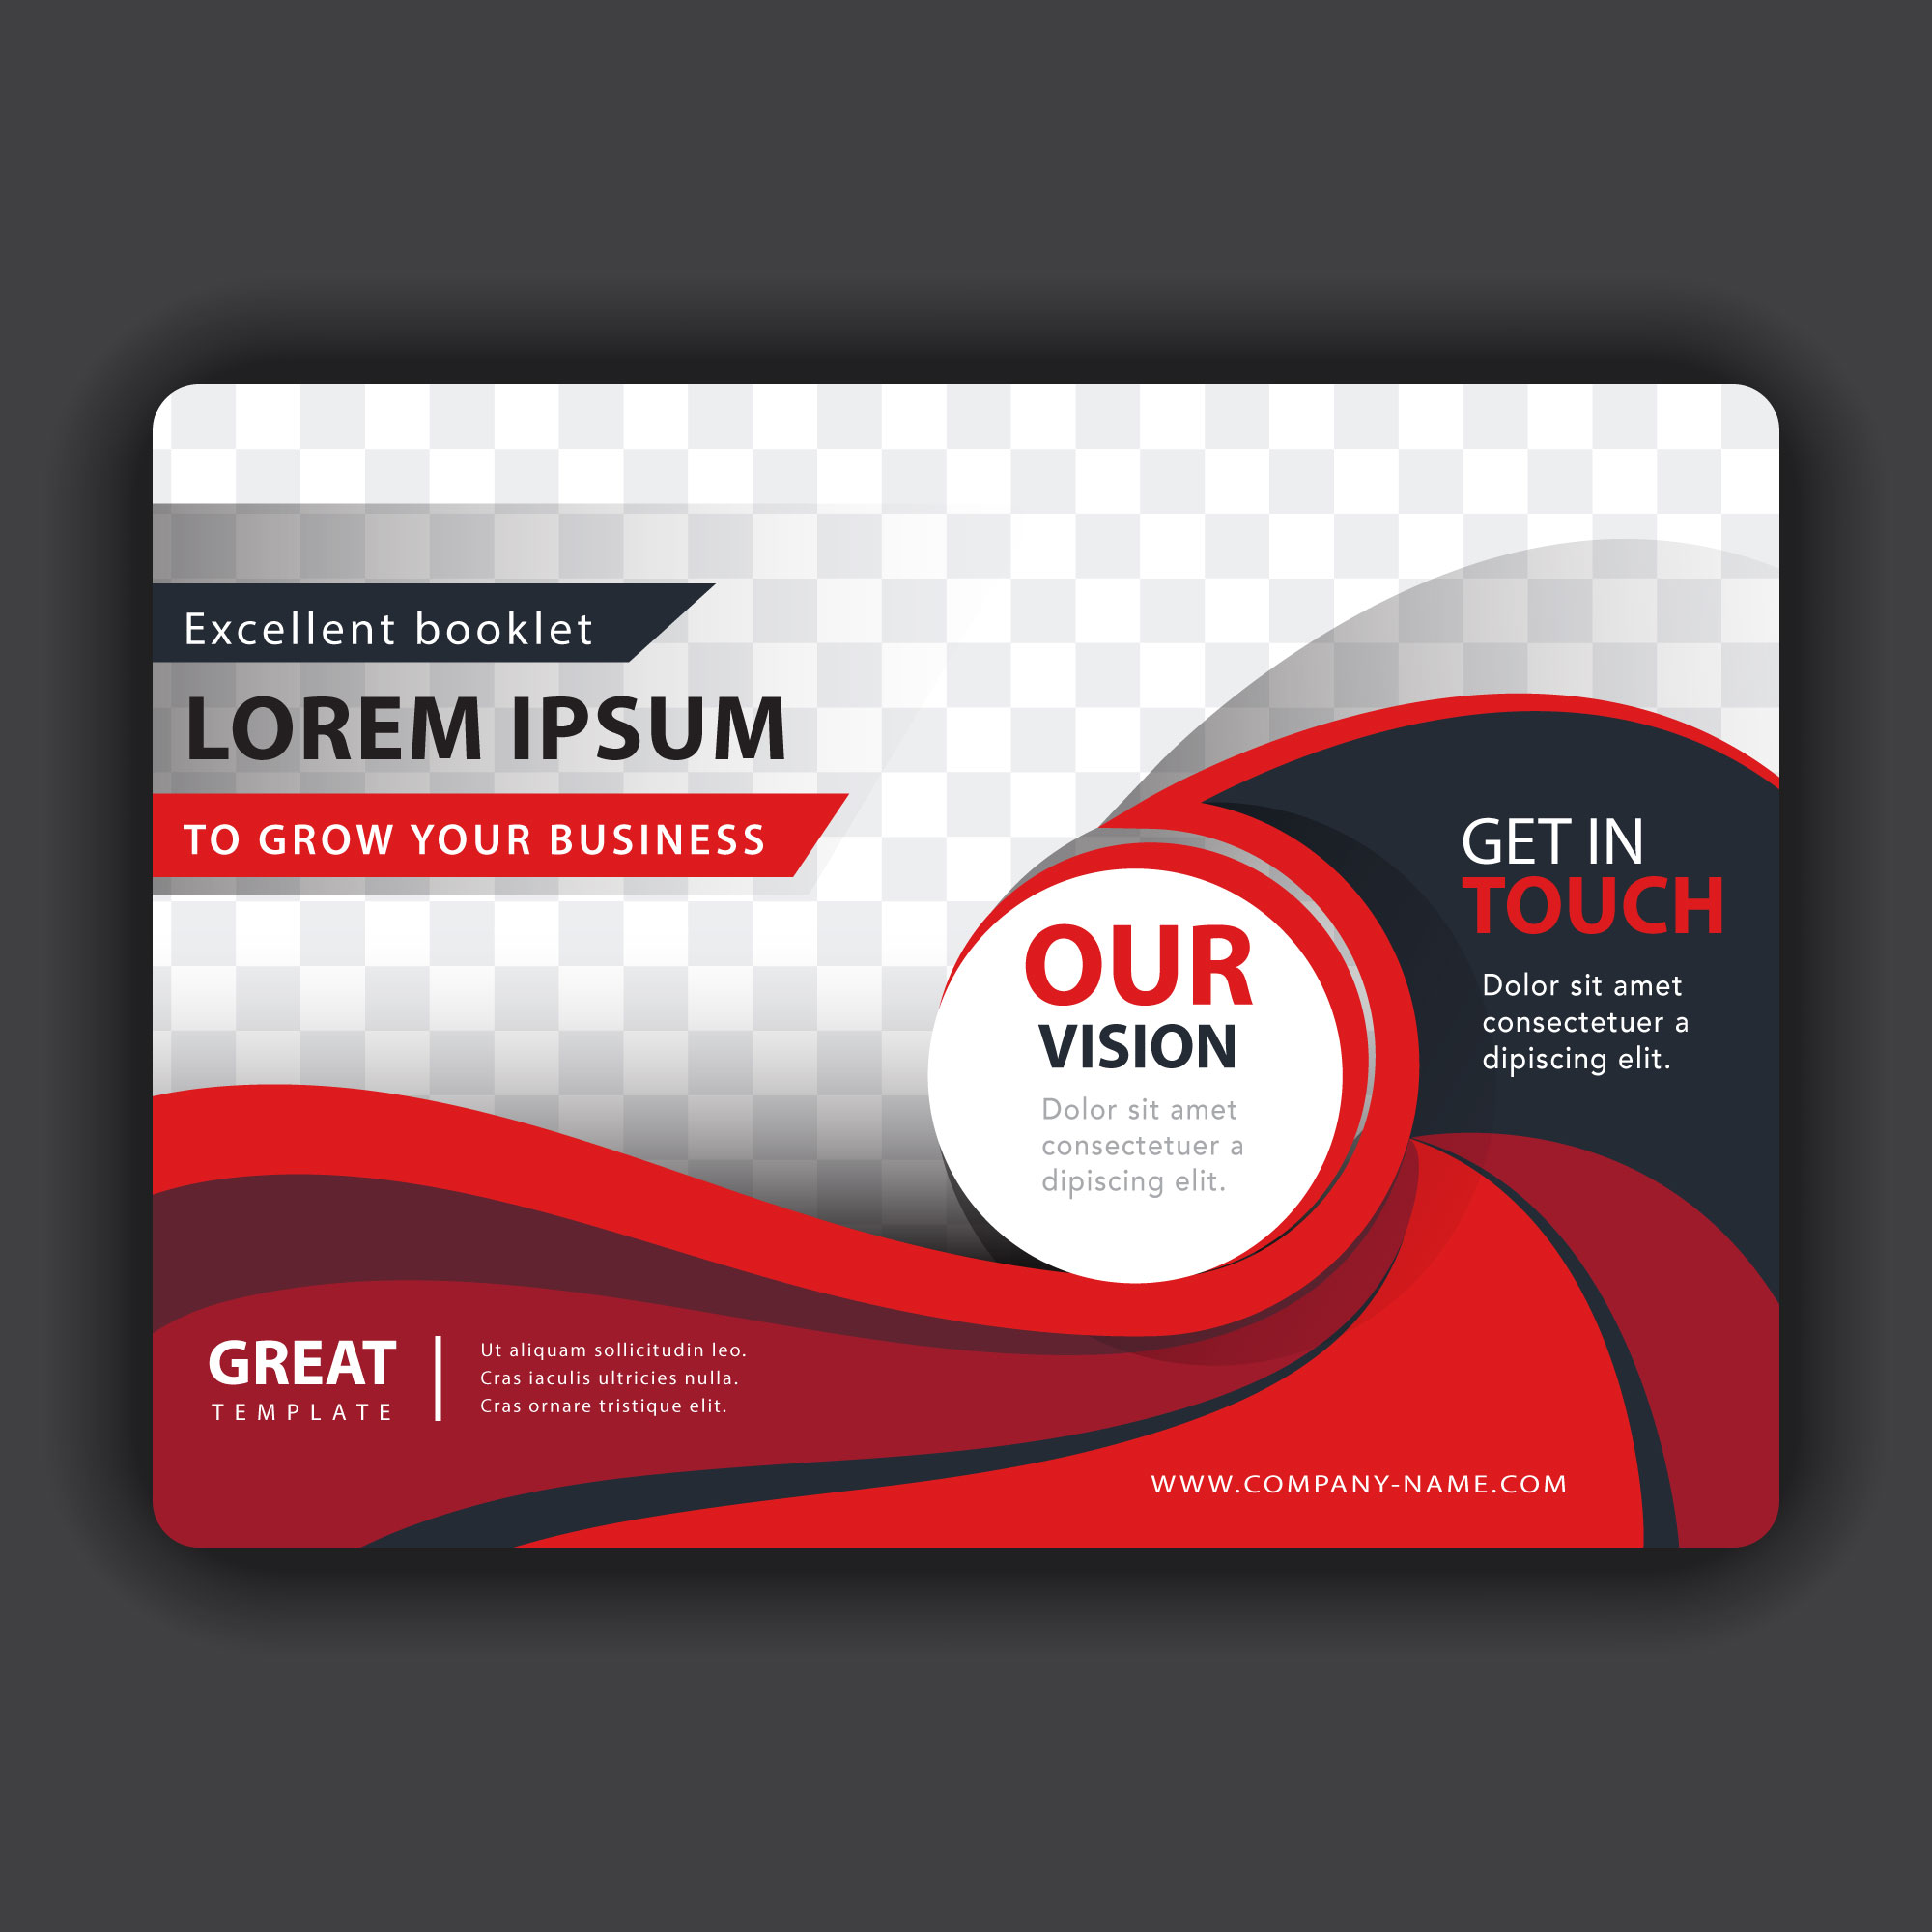 Excellent booklet
LOREM IPSUM
TO GROW YOUR BUSINESS
OUR
VISION
Dolor sit amet
consectetuer a
dipiscing elit.
GET IN
TOUCH
Dolor sit amet
consectetuer a
dipiscing elit.
GREAT
TEMPLATE
Ut aliquam sollicitudin leo.
Cras iaculis ultricies nulla.
Cras ornare tristique elit.
WWW.COMPANY-NAME.COM